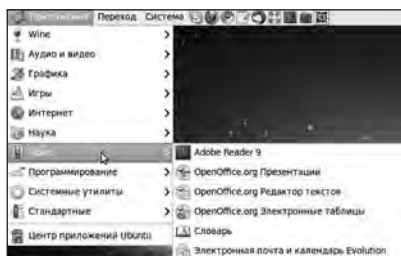 Приложения Переход Система
Wine
Аудио и видео
Графика
Игры
Интернет
Наука
Офис
Adobe Reader 9
Программирование
OpenOffice.org Презентации
Системные утилиты
OpenOffice.org Редактор текстов
Стандартные
OpenOffice.org Электронные таблицы
Словарь
Центр приложений Ubuntu
Электронная почта и календарь Evolution